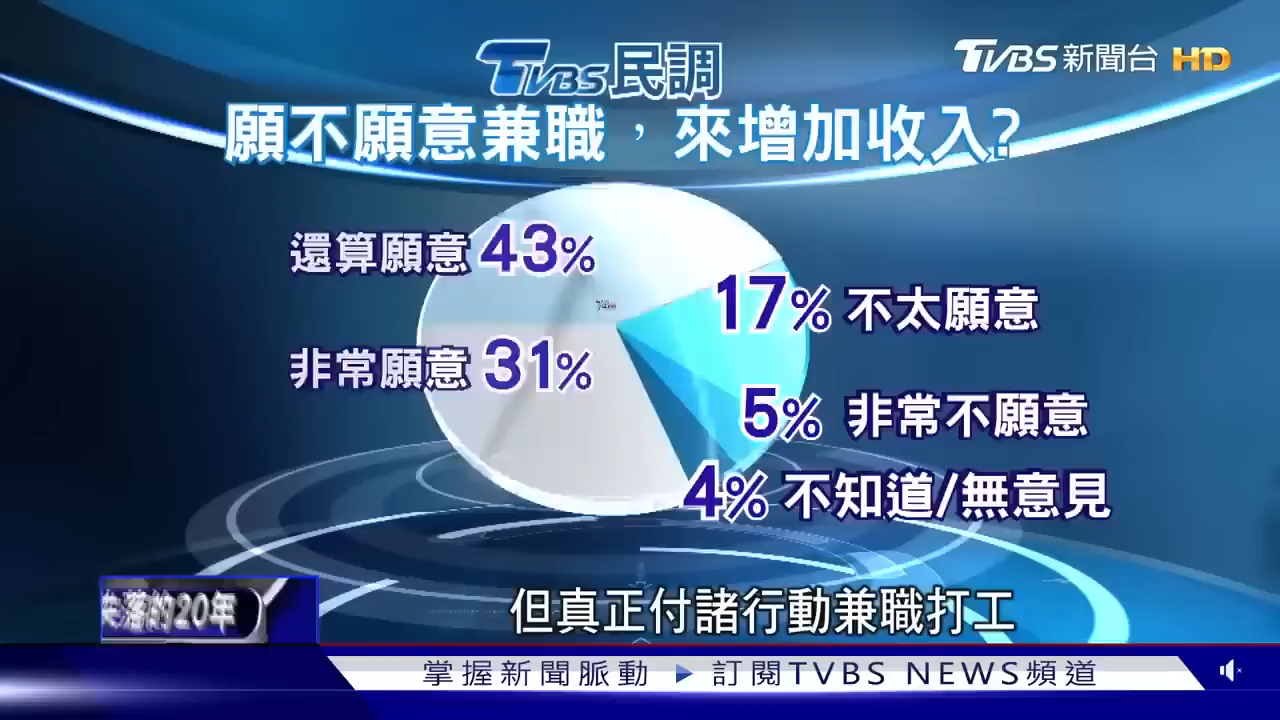 TVBS民調
TVBS新聞台 HD
願不願意兼職，來增加收入?
還算願意 43%
17% 不太願意
非常願意 31%
5% 非常不願意
4% 不知道/無意見
失落的20年
但真正付諸行動兼職打工
掌握新聞脈動 ▶ 訂閱TVBS NEWS頻道